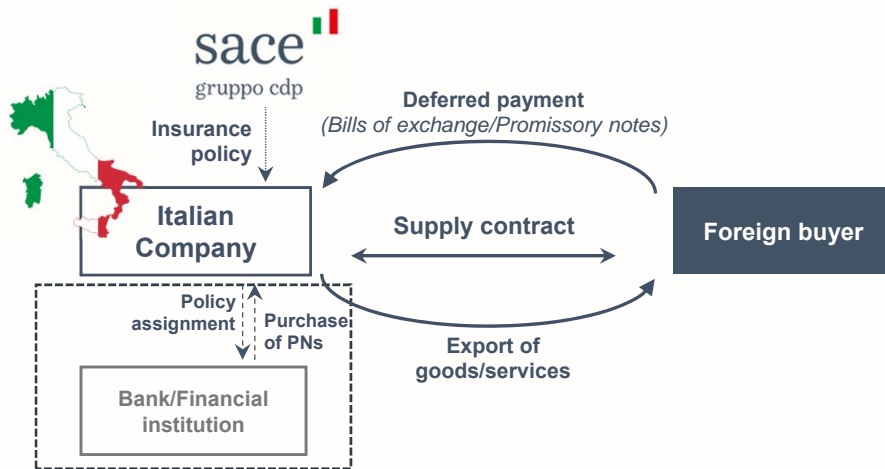 sace
gruppo cdp
Insurance
policy
Deferred payment
(Bills of exchange/Promissory notes)
Italian
Company
Supply contract
Foreign buyer
Policy
assignment
Purchase
of PNs
Export of
goods/services
Bank/Financial
institution